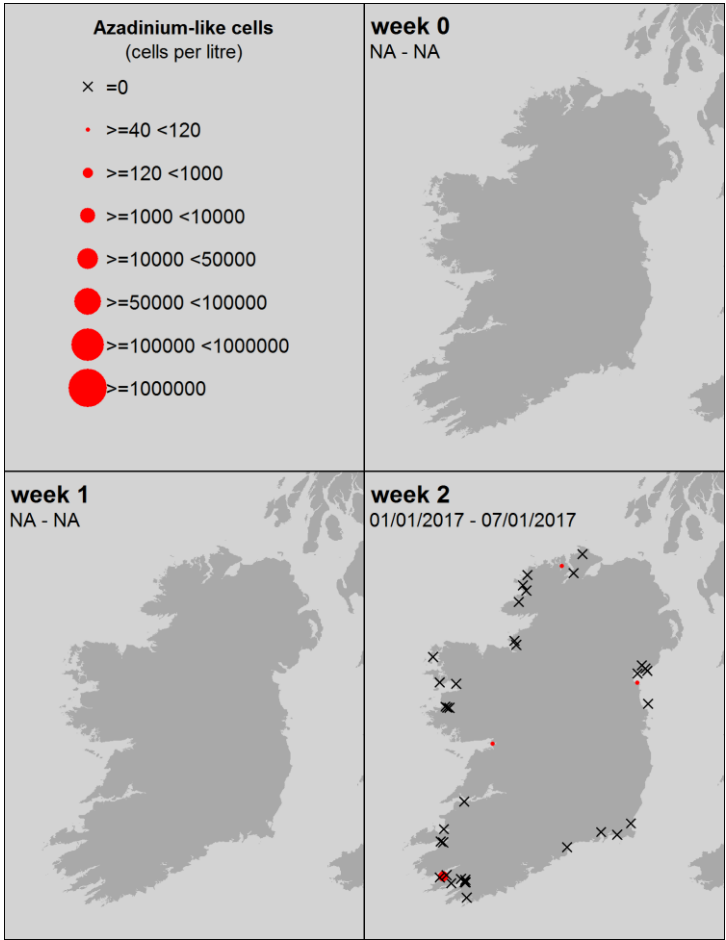 Azadinium-like cells
(cells per litre)
=0
>=40 <120
>=120 <1000
>=1000 <10000
>=10000 <50000
>=50000 <100000
>=100000 <1000000
>=1000000
week 0
NA - NA
week 1
NA - NA
week 2
01/01/2017 - 07/01/2017